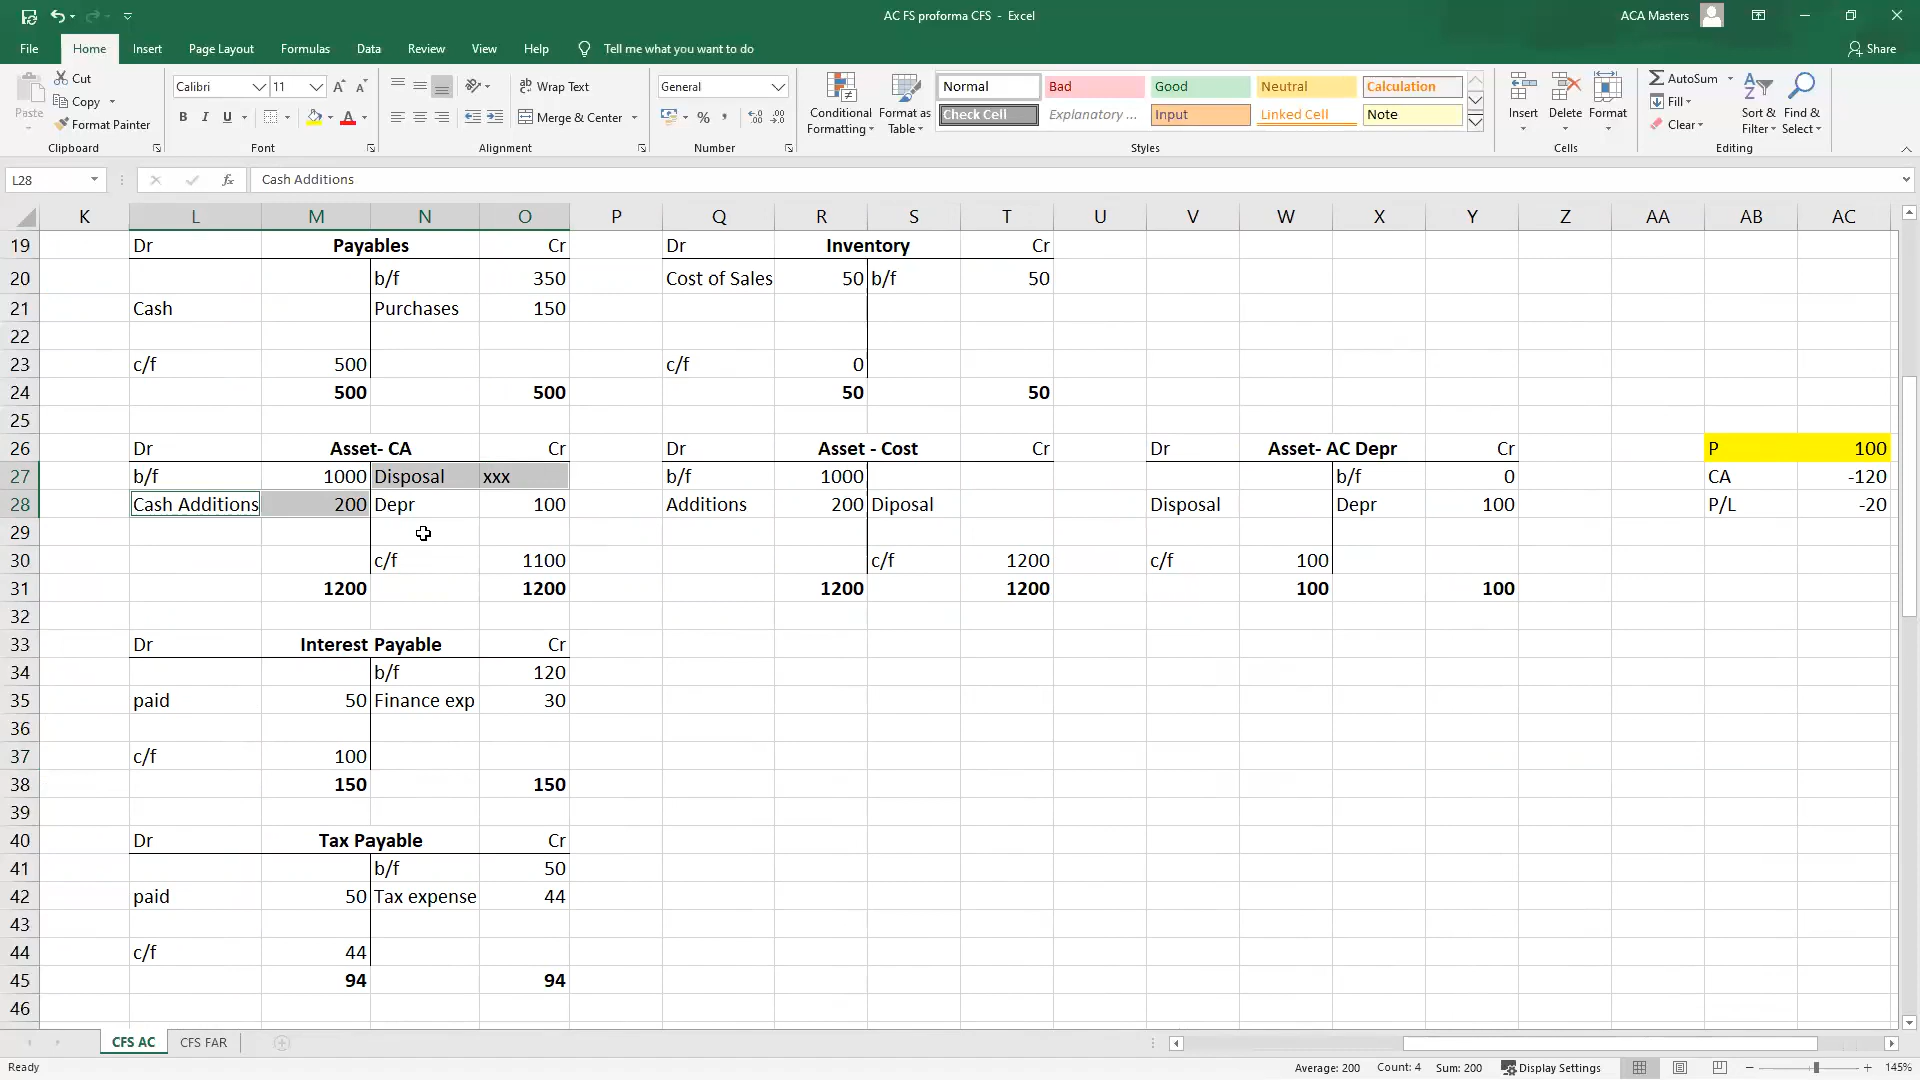 AC FS proforma CFS - Excel
ACA Masters
File Home Insert Page Layout Formulas Data Review View Help Tell me what you want to do Share
Paste
Cut
Copy
Format Painter
Clipboard
Calibri 11
B I U
Font
Wrap Text
Merge & Center
Alignment
General
Number
Conditional Formatting
Format as Table
Normal Bad Good Neutral Calculation
Check Cell Explanatory ... Input Linked Cell Note
Styles
Insert Delete Format
Cells
AutoSum
Fill
Clear
Sort & Filter
Find & Select
Editing
L28 fx Cash Additions
K L M N O P Q R S T U V W X Y Z AA AB AC
19 Dr Payables Cr Dr Inventory Cr
20 b/f 350 Cost of Sales 50 b/f 50
21 Cash Purchases 150
22
23 c/f 500 c/f 0
24 500 500 50 50
25
26 Dr Asset- CA Cr Dr Asset - Cost Cr Dr Asset- AC Depr Cr P 100
27 b/f 1000 Disposal xxx b/f 1000 b/f 0 CA -120
28 Cash Additions 200 Depr 100 Additions 200 Diposal Disposal Depr 100 P/L -20
29
30 c/f 1100 c/f 1200 c/f 100
31 1200 1200 1200 1200 100 100
32
33 Dr Interest Payable Cr
34 b/f 120
35 paid 50 Finance exp 30
36
37 c/f 100
38 150 150
39
40 Dr Tax Payable Cr
41 b/f 50
42 paid 50 Tax expense 44
43
44 c/f 44
45 94 94
46
CFS AC CFS FAR
Ready Average: 200 Count: 4 Sum: 200 Display Settings 145%